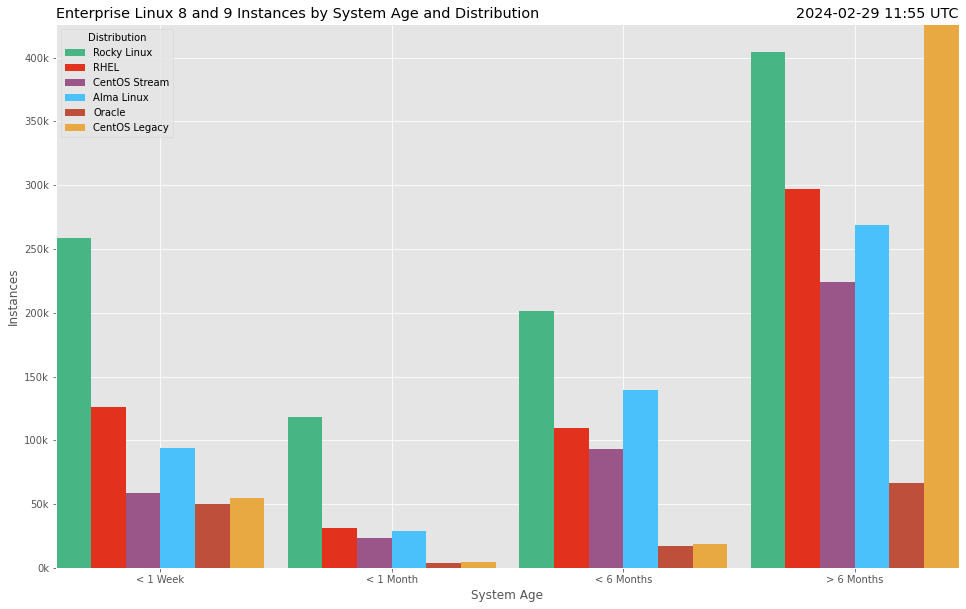 Enterprise Linux 8 and 9 Instances by System Age and Distribution
2024-02-29 11:55 UTC
Distribution
Rocky Linux
RHEL
CentOS Stream
Alma Linux
Oracle
CentOS Legacy
400k
350k
300k
250k
200k
150k
100k
50k
0k
Instances
< 1 Week
< 1 Month
< 6 Months
> 6 Months
System Age